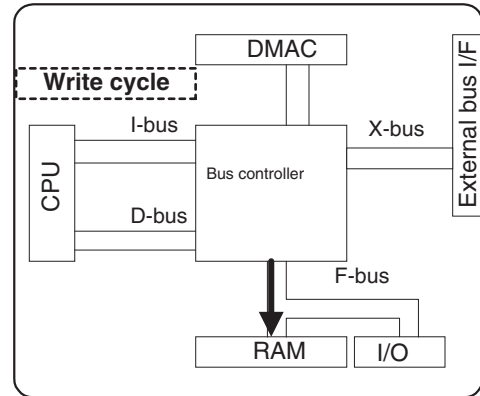 DMAC
Write cycle
I-bus
X-bus
External bus I/F
CPU
Bus controller
D-bus
F-bus
RAM
I/O